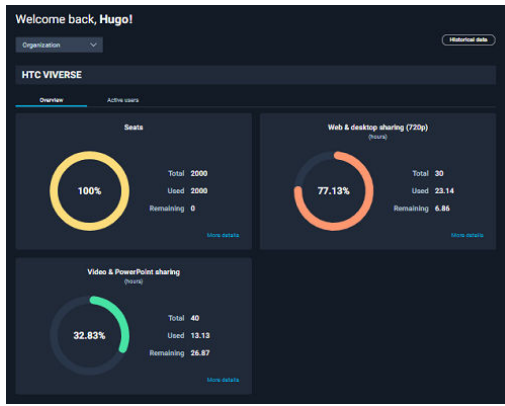 Welcome back, Hugo!
Organization
Historical data
HTC VIVERSE
Overview
Active users
Seats
100%
Total 2000
Used 2000
Remaining 0
More details
Web & desktop sharing (720p)
(hours)
77.13%
Total 30
Used 23.14
Remaining 6.86
More details
Video & PowerPoint sharing
(hours)
32.83%
Total 40
Used 13.13
Remaining 26.87
More details